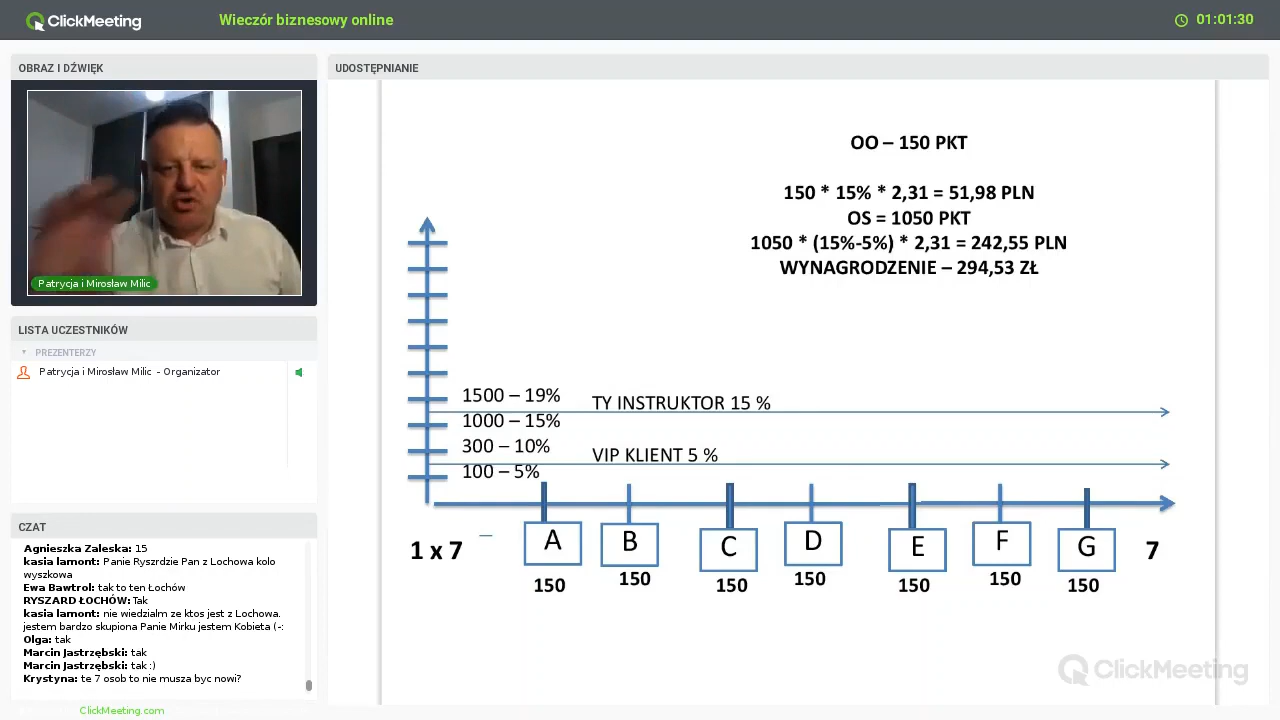 ClickMeeting
Wieczór biznesowy online
01:01:30
OBRAZ I DŹWIĘK
Patrycja i Mirosław Milic
LISTA UCZESTNIKÓW
PREZENTERZY
Patrycja i Mirosław Milic - Organizator
CZAT
Agnieszka Zaleska: 15
kasia lamont: Panie Ryszrdzie Pan z Lochowa kolo
wyszkowa
Ewa Bawtrol: tak to ten Łochów
RYSZARD ŁOCHÓW: Tak
kasia lamont: nie wiedzialm ze ktos jest z Lochowa.
jestem bardzo skupiona Panie Mirku jestem Kobieta (-:
Olga: tak
Marcin Jastrzębski: tak
Marcin Jastrzębski: tak :)
Krystyna: te 7 osob to nie musza byc nowi?
ClickMeeting.com
UDOSTĘPNIANIE
OO – 150 PKT
150 * 15% * 2,31 = 51,98 PLN
OS = 1050 PKT
1050 * (15%-5%) * 2,31 = 242,55 PLN
WYNAGRODZENIE – 294,53 ZŁ
1500 – 19%
TY INSTRUKTOR 15 %
1000 – 15%
300 – 10%
VIP KLIENT 5 %
100 – 5%
1 x 7
A B C D E F G
7
150 150 150 150 150 150 150
ClickMeeting